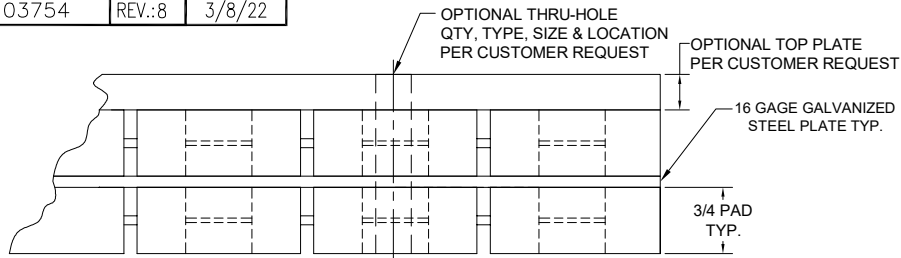 03754 REV.:8 3/8/22
OPTIONAL THRU-HOLE
QTY, TYPE, SIZE & LOCATION
PER CUSTOMER REQUEST
OPTIONAL TOP PLATE
PER CUSTOMER REQUEST
16 GAGE GALVANIZED
STEEL PLATE TYP.
3/4 PAD
TYP.